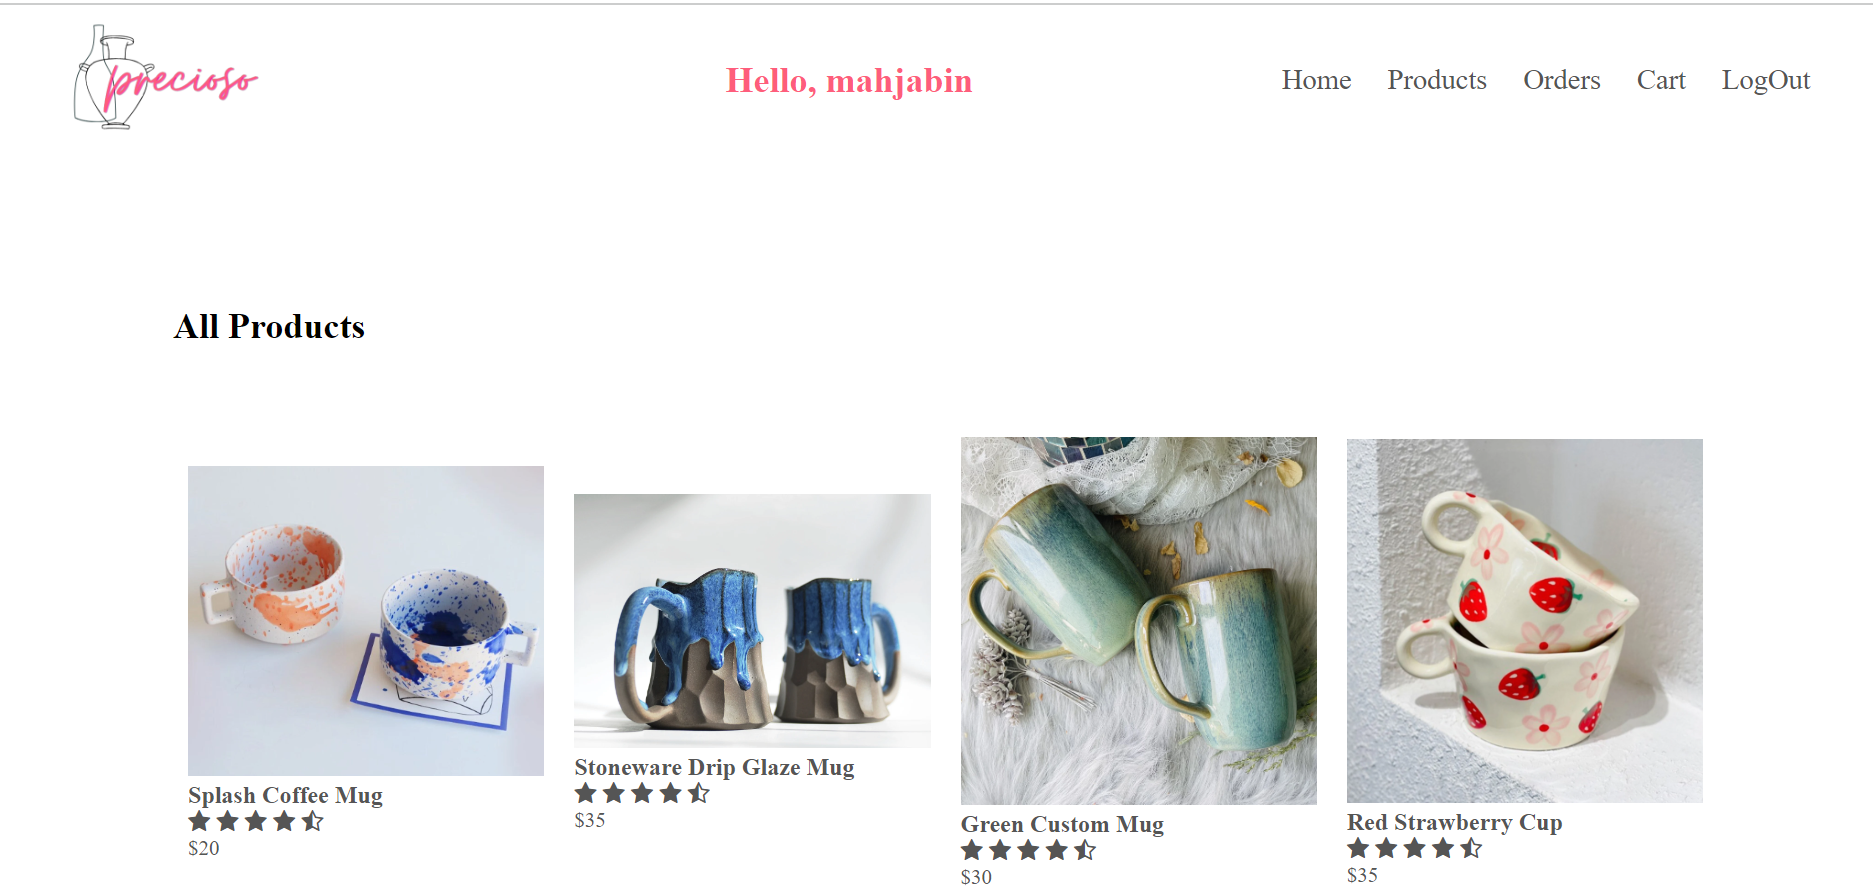 precioso
Hello, mahjabin
Home Products Orders Cart LogOut
All Products
Splash Coffee Mug
$20
Stoneware Drip Glaze Mug
$35
Green Custom Mug
$30
Red Strawberry Cup
$35